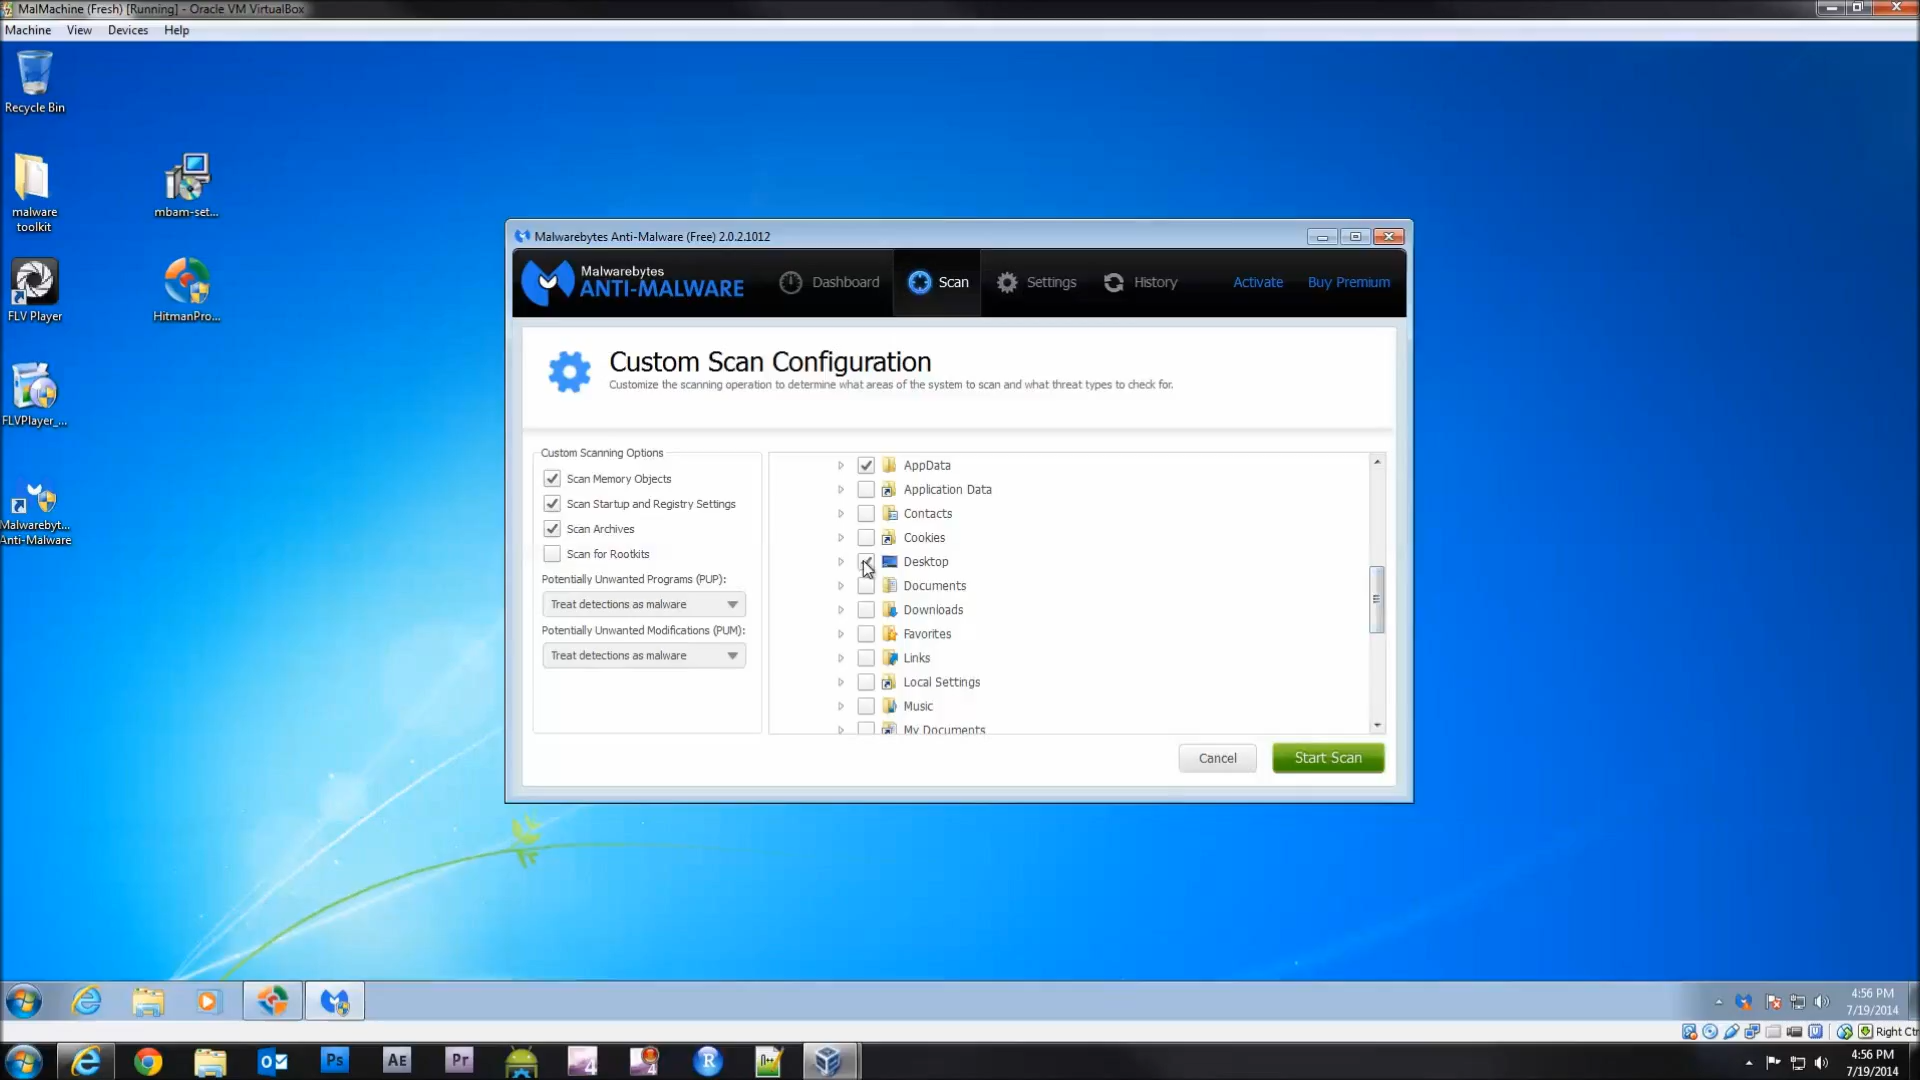 MalMachine (Fresh) [Running] - Oracle VM VirtualBox
Machine View Devices Help
Recycle Bin
malware
toolkit
mbam-set...
FLV Player
HitmanPro...
FLVPlayer_...
Malwarebyt...
Anti-Malware
Malwarebytes Anti-Malware (Free) 2.0.2.1012
Malwarebytes
ANTI-MALWARE
Dashboard Scan Settings History Activate Buy Premium
Custom Scan Configuration
Customize the scanning operation to determine what areas of the system to scan and what threat types to check for.
Custom Scanning Options
Scan Memory Objects
Scan Startup and Registry Settings
Scan Archives
Scan for Rootkits
Potentially Unwanted Programs (PUP):
Treat detections as malware
Potentially Unwanted Modifications (PUM):
Treat detections as malware
AppData
Application Data
Contacts
Cookies
Desktop
Documents
Downloads
Favorites
Links
Local Settings
Music
My Documents
Cancel Start Scan
4:56 PM
7/19/2014
Right Ctr
Ps AE Pr 4 4 R
4:56 PM
7/19/2014